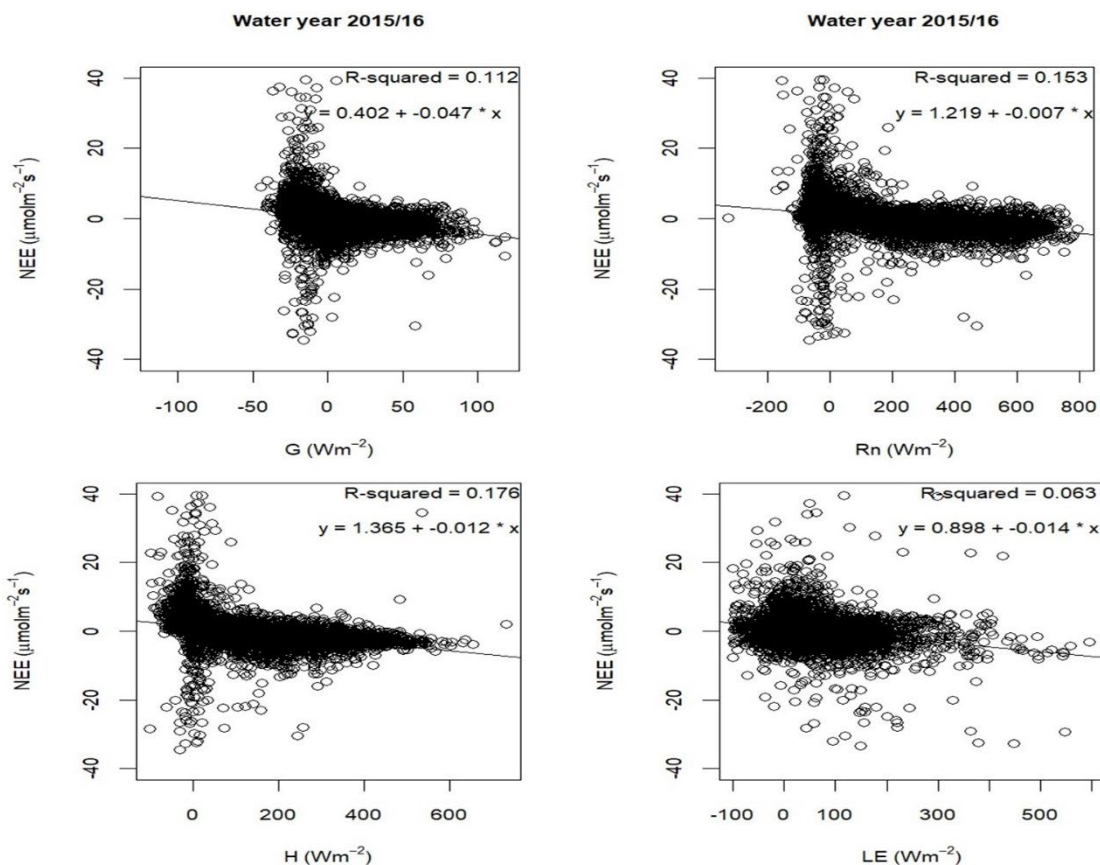 Water year 2015/16
R-squared = 0.112
y = 0.402 + -0.047 * x
NEE (μmolm⁻²s⁻¹)
40
20
0
20
40
-100 -50 0 50 100
G (Wm⁻²)
Water year 2015/16
R-squared = 0.153
y = 1.219 + -0.007 * x
NEE (μmolm⁻²s⁻¹)
40
20
0
20
40
-200 0 200 400 600 800
Rn (Wm⁻²)
R-squared = 0.176
y = 1.365 + -0.012 * x
NEE (μmolm⁻²s⁻¹)
40
20
0
20
-40
0 200 400 600
H (Wm⁻²)
R-squared = 0.063
y = 0.898 + -0.014 * x
NEE (μmolm⁻²s⁻¹)
40
20
0
20
-40
-100 0 100 300 500
LE (Wm⁻²)